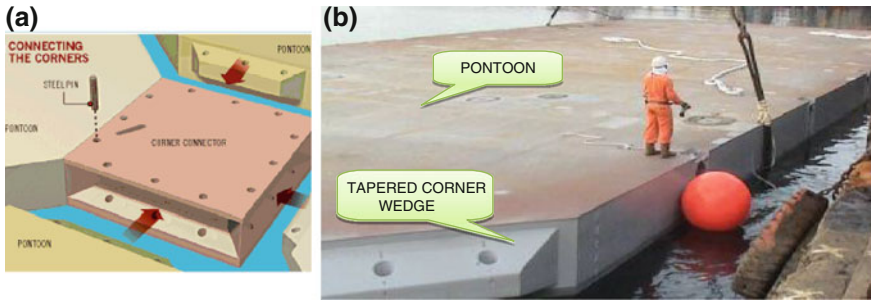 (a)
CONNECTING
THE CORNERS
STEEL PIN
PONTOON
PONTOON
CORNER CONNECTOR
PONTOON
(b)
PONTOON
TAPERED CORNER
WEDGE